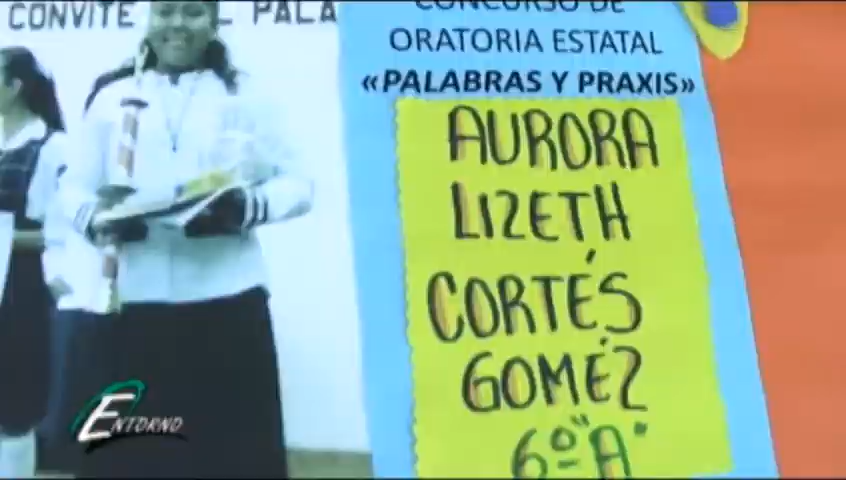 CONVITE
L PALA
CONCURSO DE
ORATORIA ESTATAL
«PALABRAS Y PRAXIS»
AURORA
LIZETH
CORTÉS
GOMÉZ
6º "A"
ENTORNO